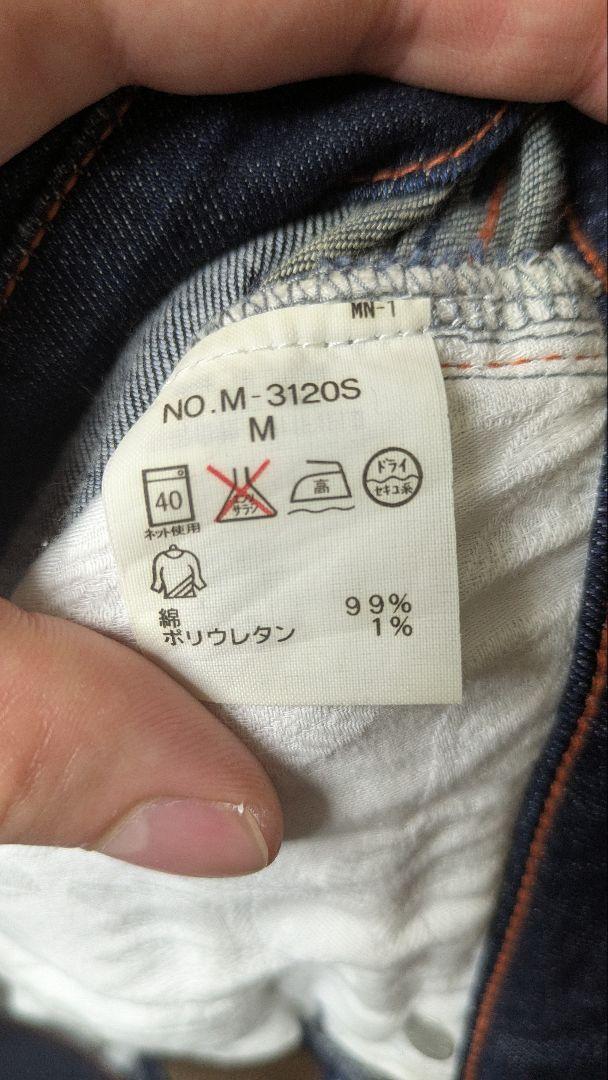 MN-1
NO.M-3120S
M
40
ネット使用
エンソ
サラシ
高
ドライ
セキユ系
綿 99%
ポリウレタン 1%